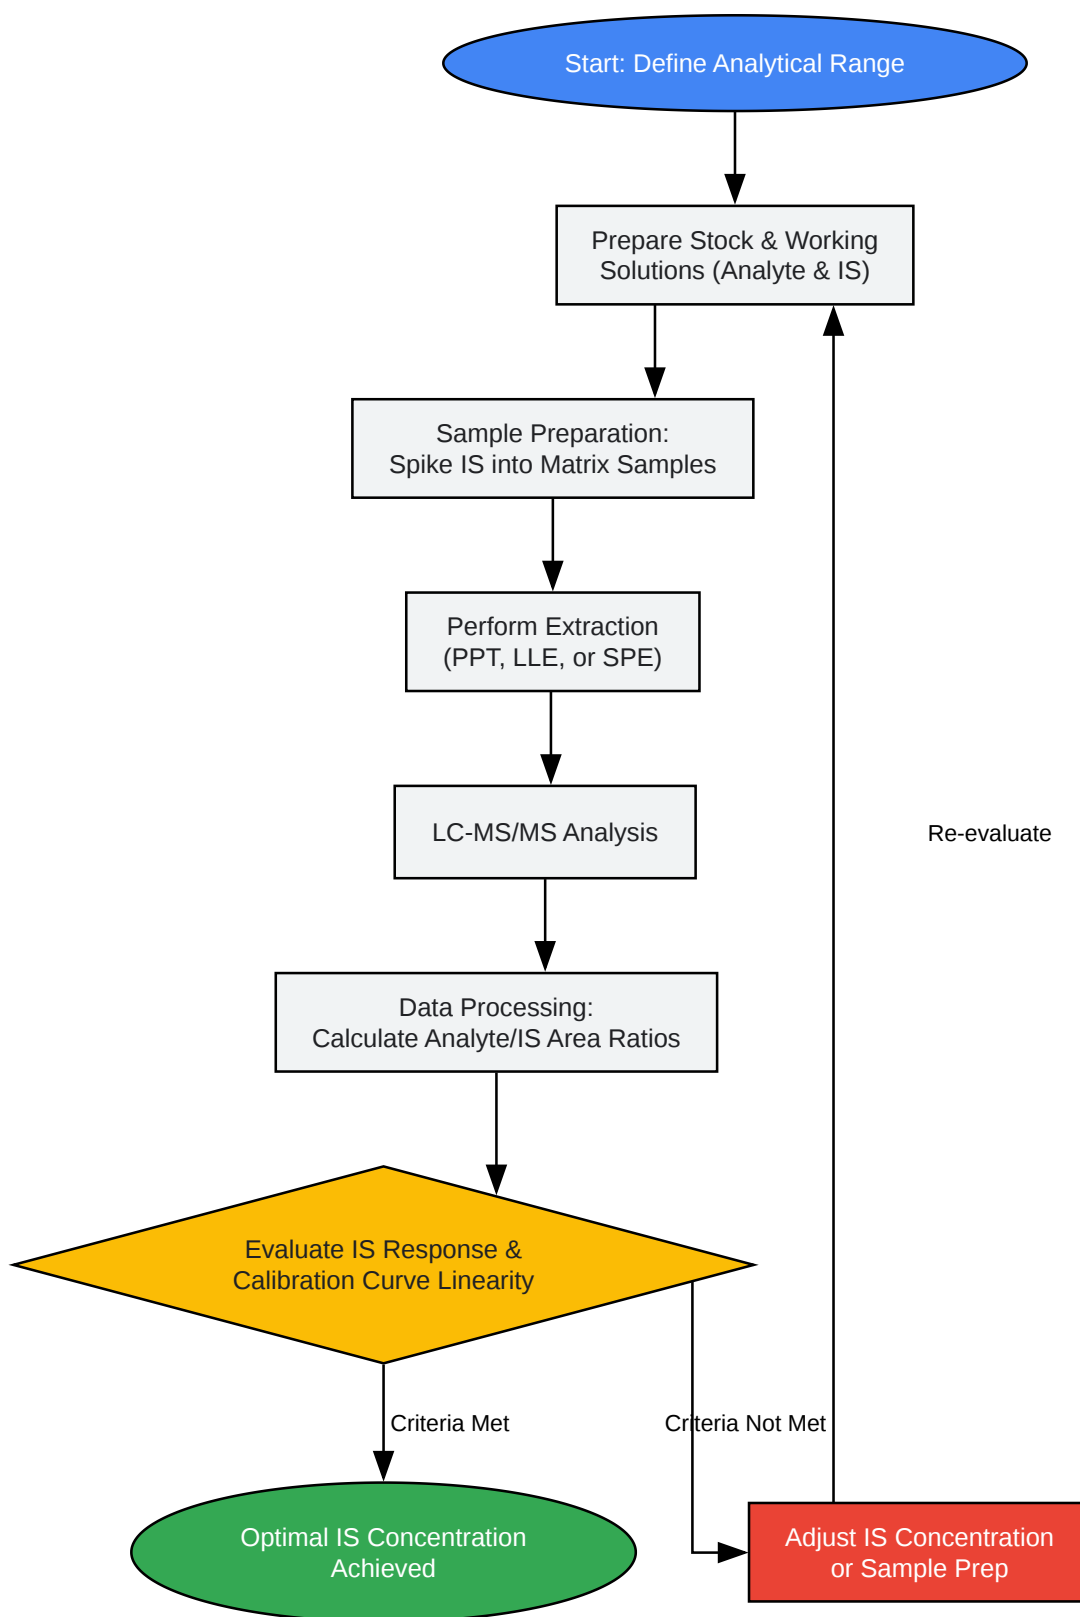 Start: Define Analytical Range
Prepare Stock & Working
Solutions (Analyte & IS)
Sample Preparation:
Spike IS into Matrix Samples
Perform Extraction
(PPT, LLE, or SPE)
LC-MS/MS Analysis
Re-evaluate
Data Processing:
Calculate Analyte/IS Area Ratios
Evaluate IS Response &
Calibration Curve Linearity
Criteria Met
Criteria Not Met
Optimal IS Concentration
Achieved
Adjust IS Concentration
or Sample Prep